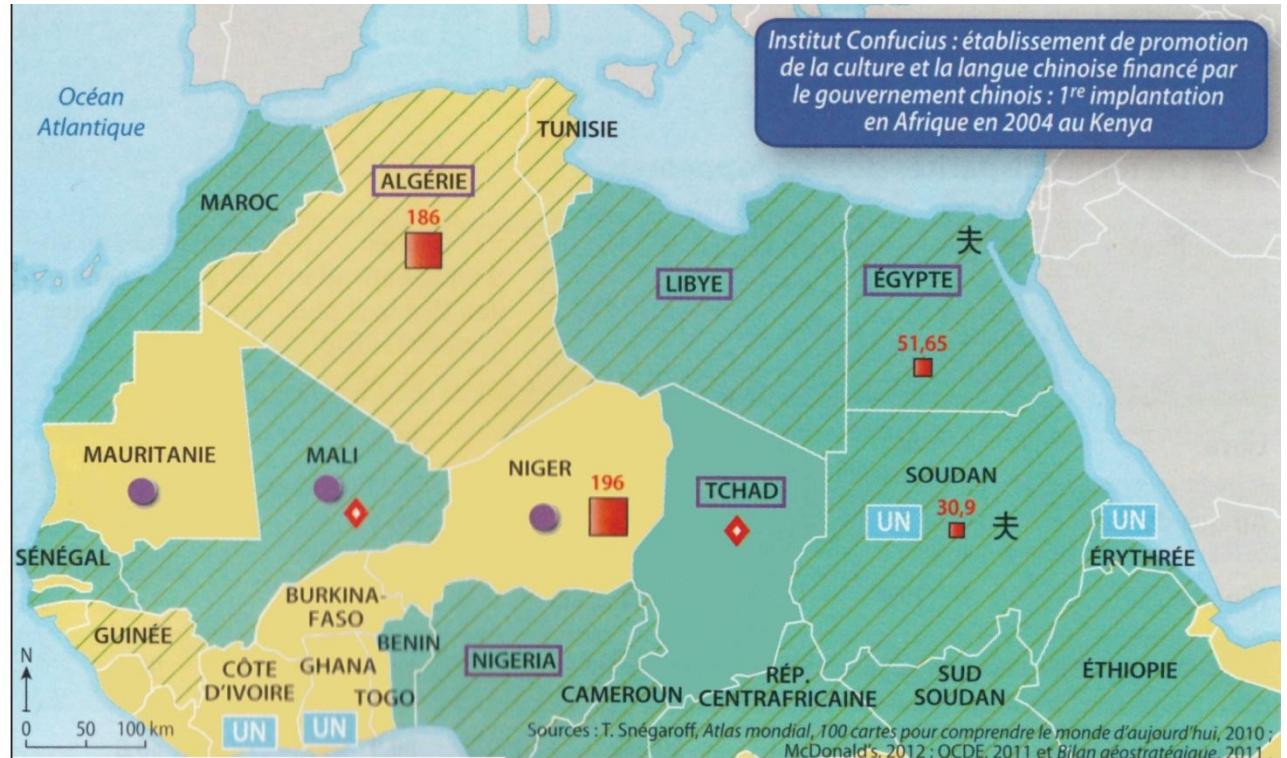 Institut Confucius : établissement de promotion
de la culture et la langue chinoise financé par
le gouvernement chinois : 1re implantation
en Afrique en 2004 au Kenya
Océan
Atlantique
TUNISIE
ALGÉRIE
MAROC
186
夫
LIBYE
ÉGYPTE
51,65
MAURITANIE
MALI
NIGER
196
TCHAD
SOUDAN
30,9
UN
夫
UN
ÉRYTHRÉE
SÉNÉGAL
BURKINA-
FASO
GUINÉE
BENIN
NIGERIA
CÔTE
D'IVOIRE
GHANA
TOGO
CAMEROUN
RÉP.
CENTRAFRICAINE
SUD
SOUDAN
ÉTHIOPIE
N
0 50 100 km
UN
UN
Sources : T. Snégaroff, Atlas mondial, 100 cartes pour comprendre le monde d'aujourd'hui, 2010 ;
McDonald's, 2012 ; OCDE, 2011 et Bilan géostratégique, 2011